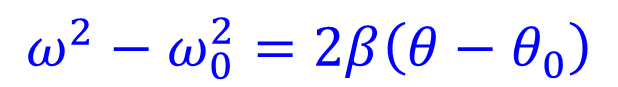 ω² − ω₀² = 2β(θ − θ₀)